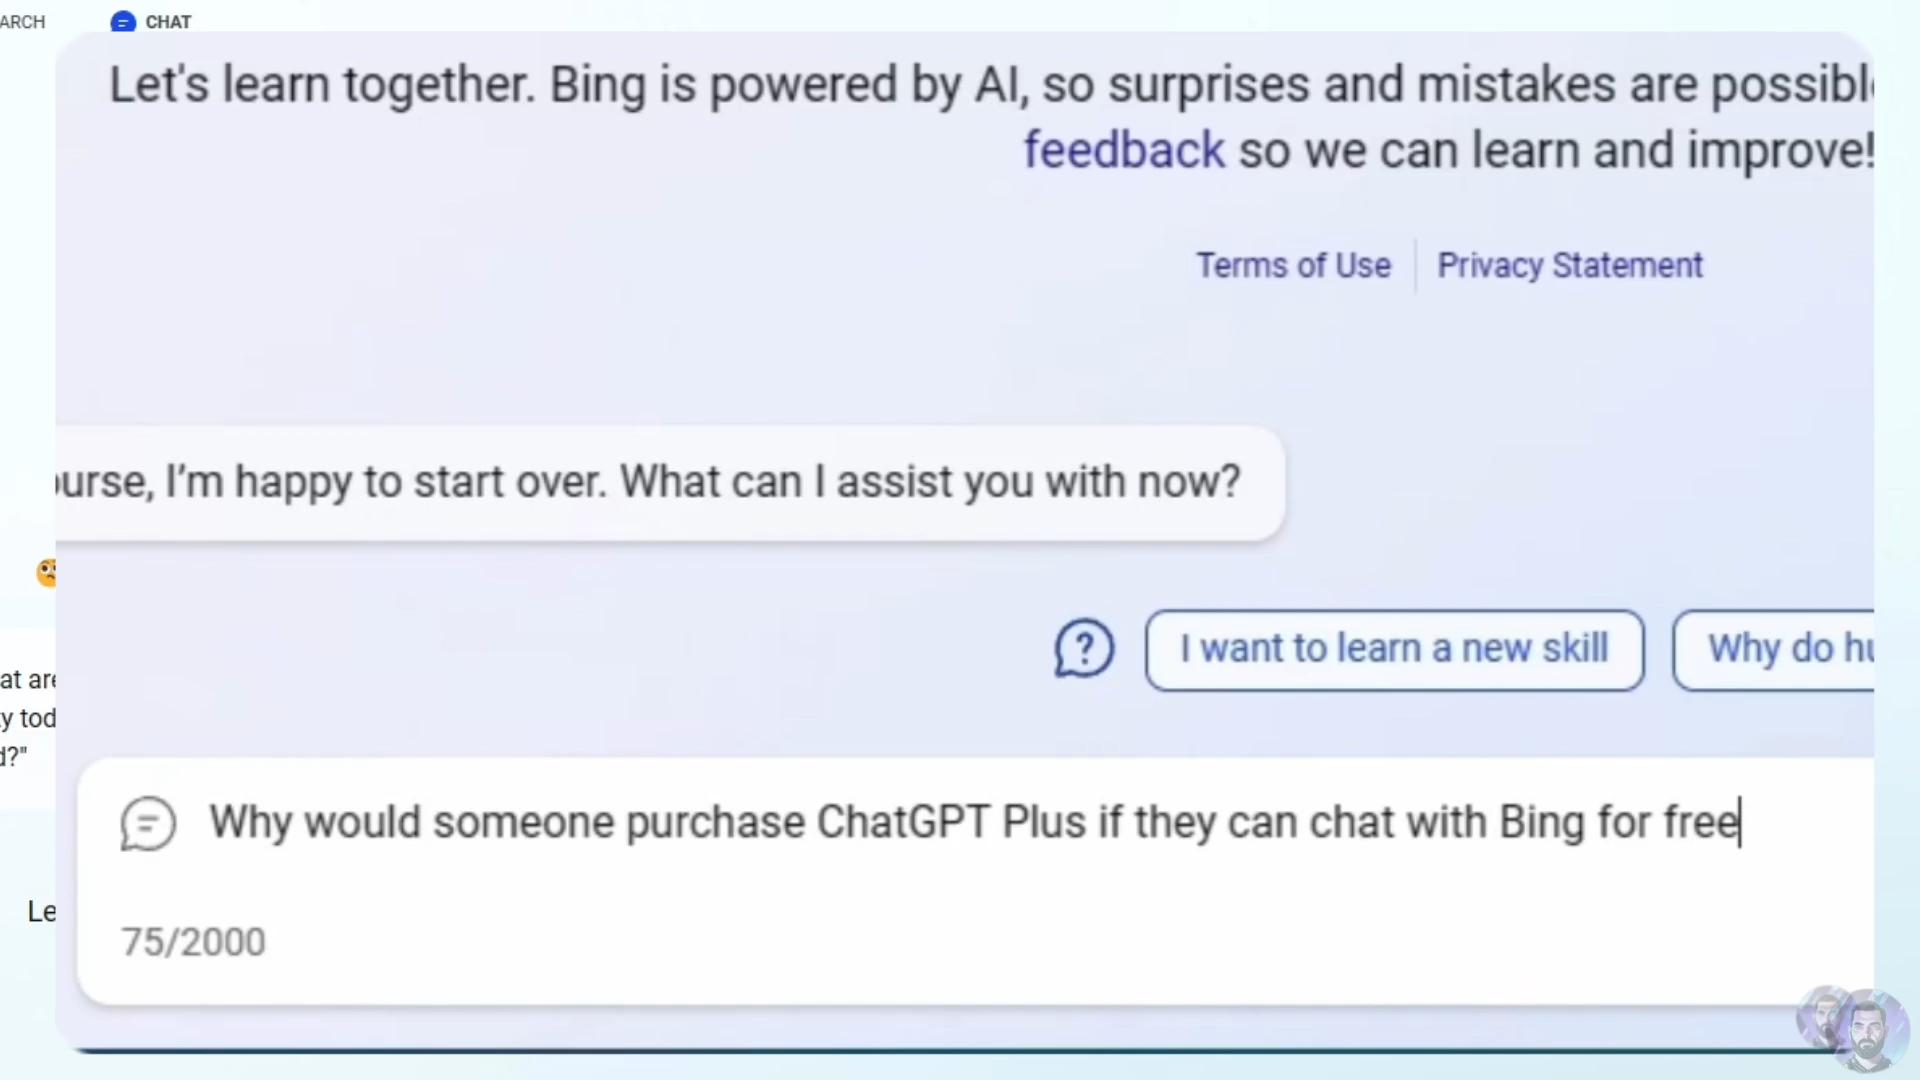 ARCH
CHAT
Let's learn together. Bing is powered by AI, so surprises and mistakes are possibl
feedback so we can learn and improve!
Terms of Use
Privacy Statement
urse, I'm happy to start over. What can I assist you with now?
I want to learn a new skill
Why do hu
at are
y tod
d?"
Why would someone purchase ChatGPT Plus if they can chat with Bing for free
Le
75/2000